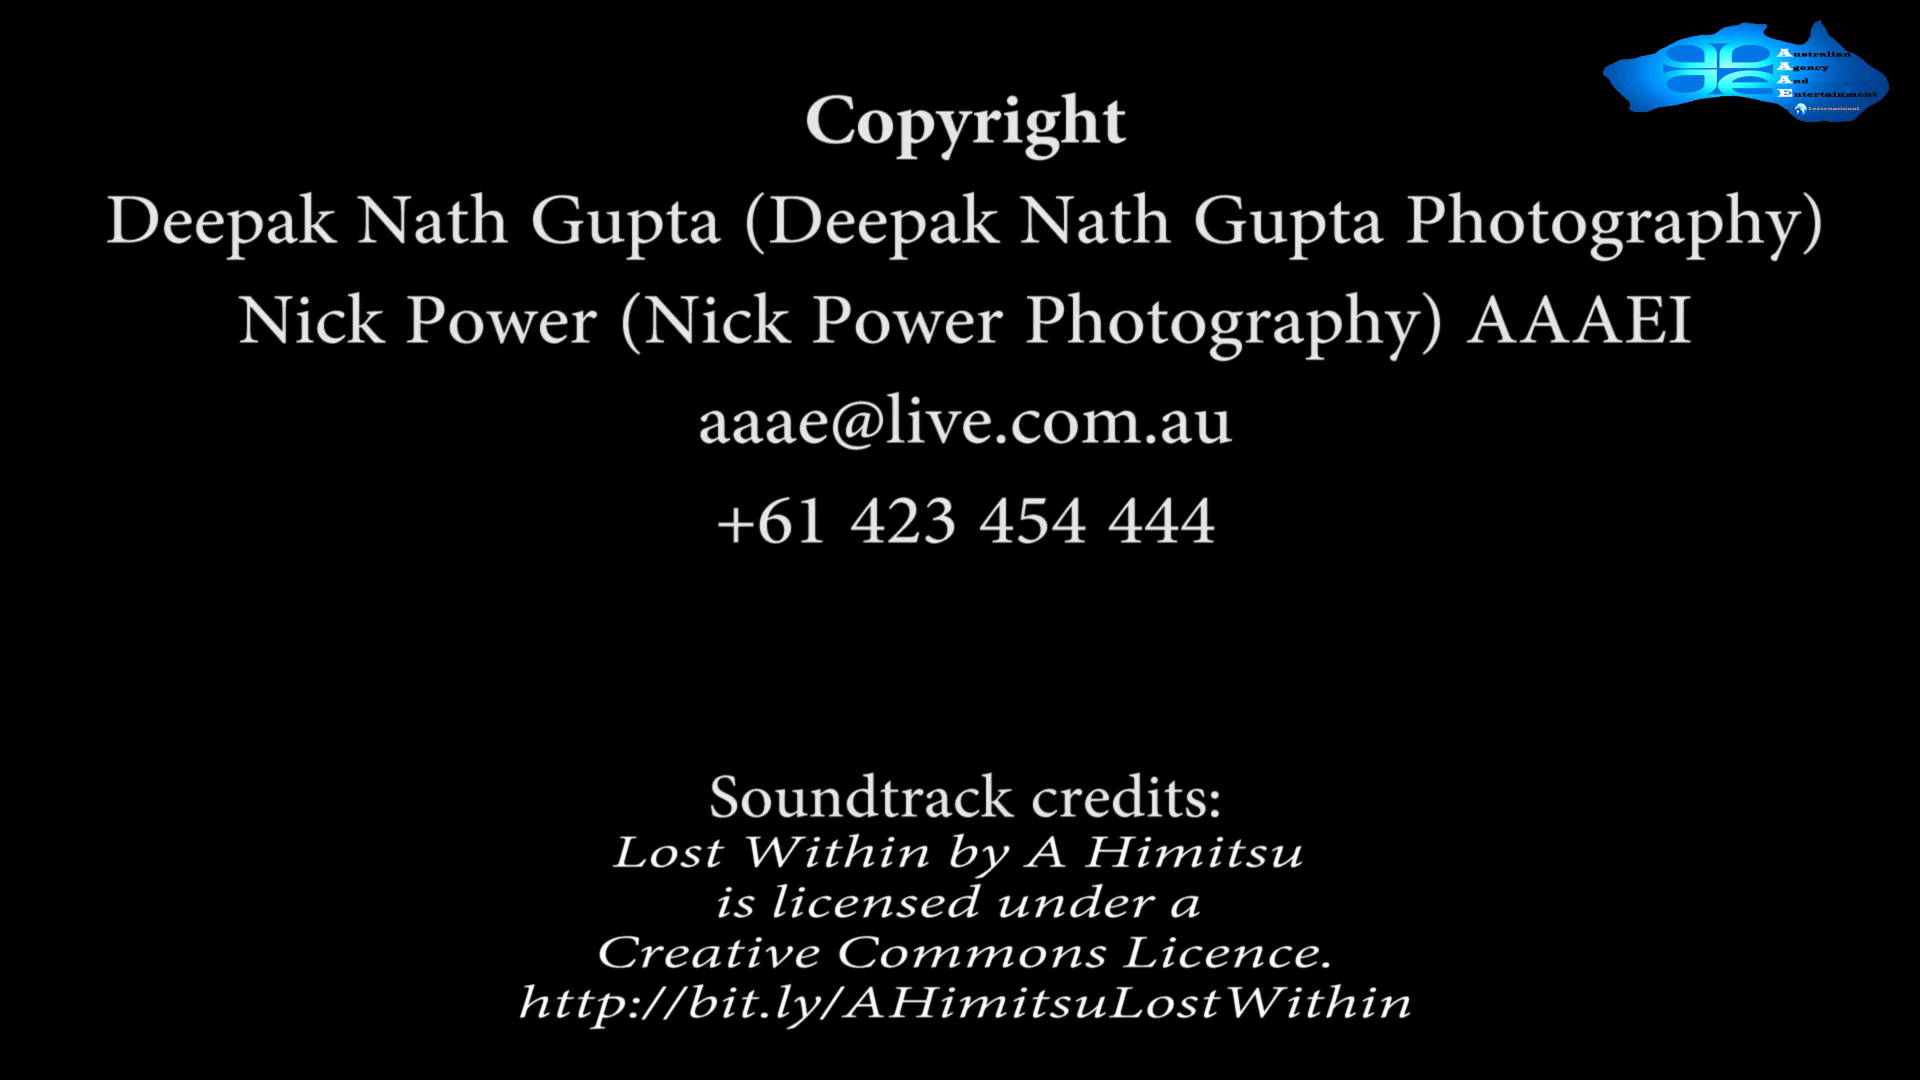 Australian
Agency
And
Entertainment
International
Copyright
Deepak Nath Gupta (Deepak Nath Gupta Photography)
Nick Power (Nick Power Photography) AAAEI
aaae@live.com.au
+61 423 454 444
Soundtrack credits:
Lost Within by A Himitsu
is licensed under a
Creative Commons Licence.
http://bit.ly/AHimitsuLostWithin